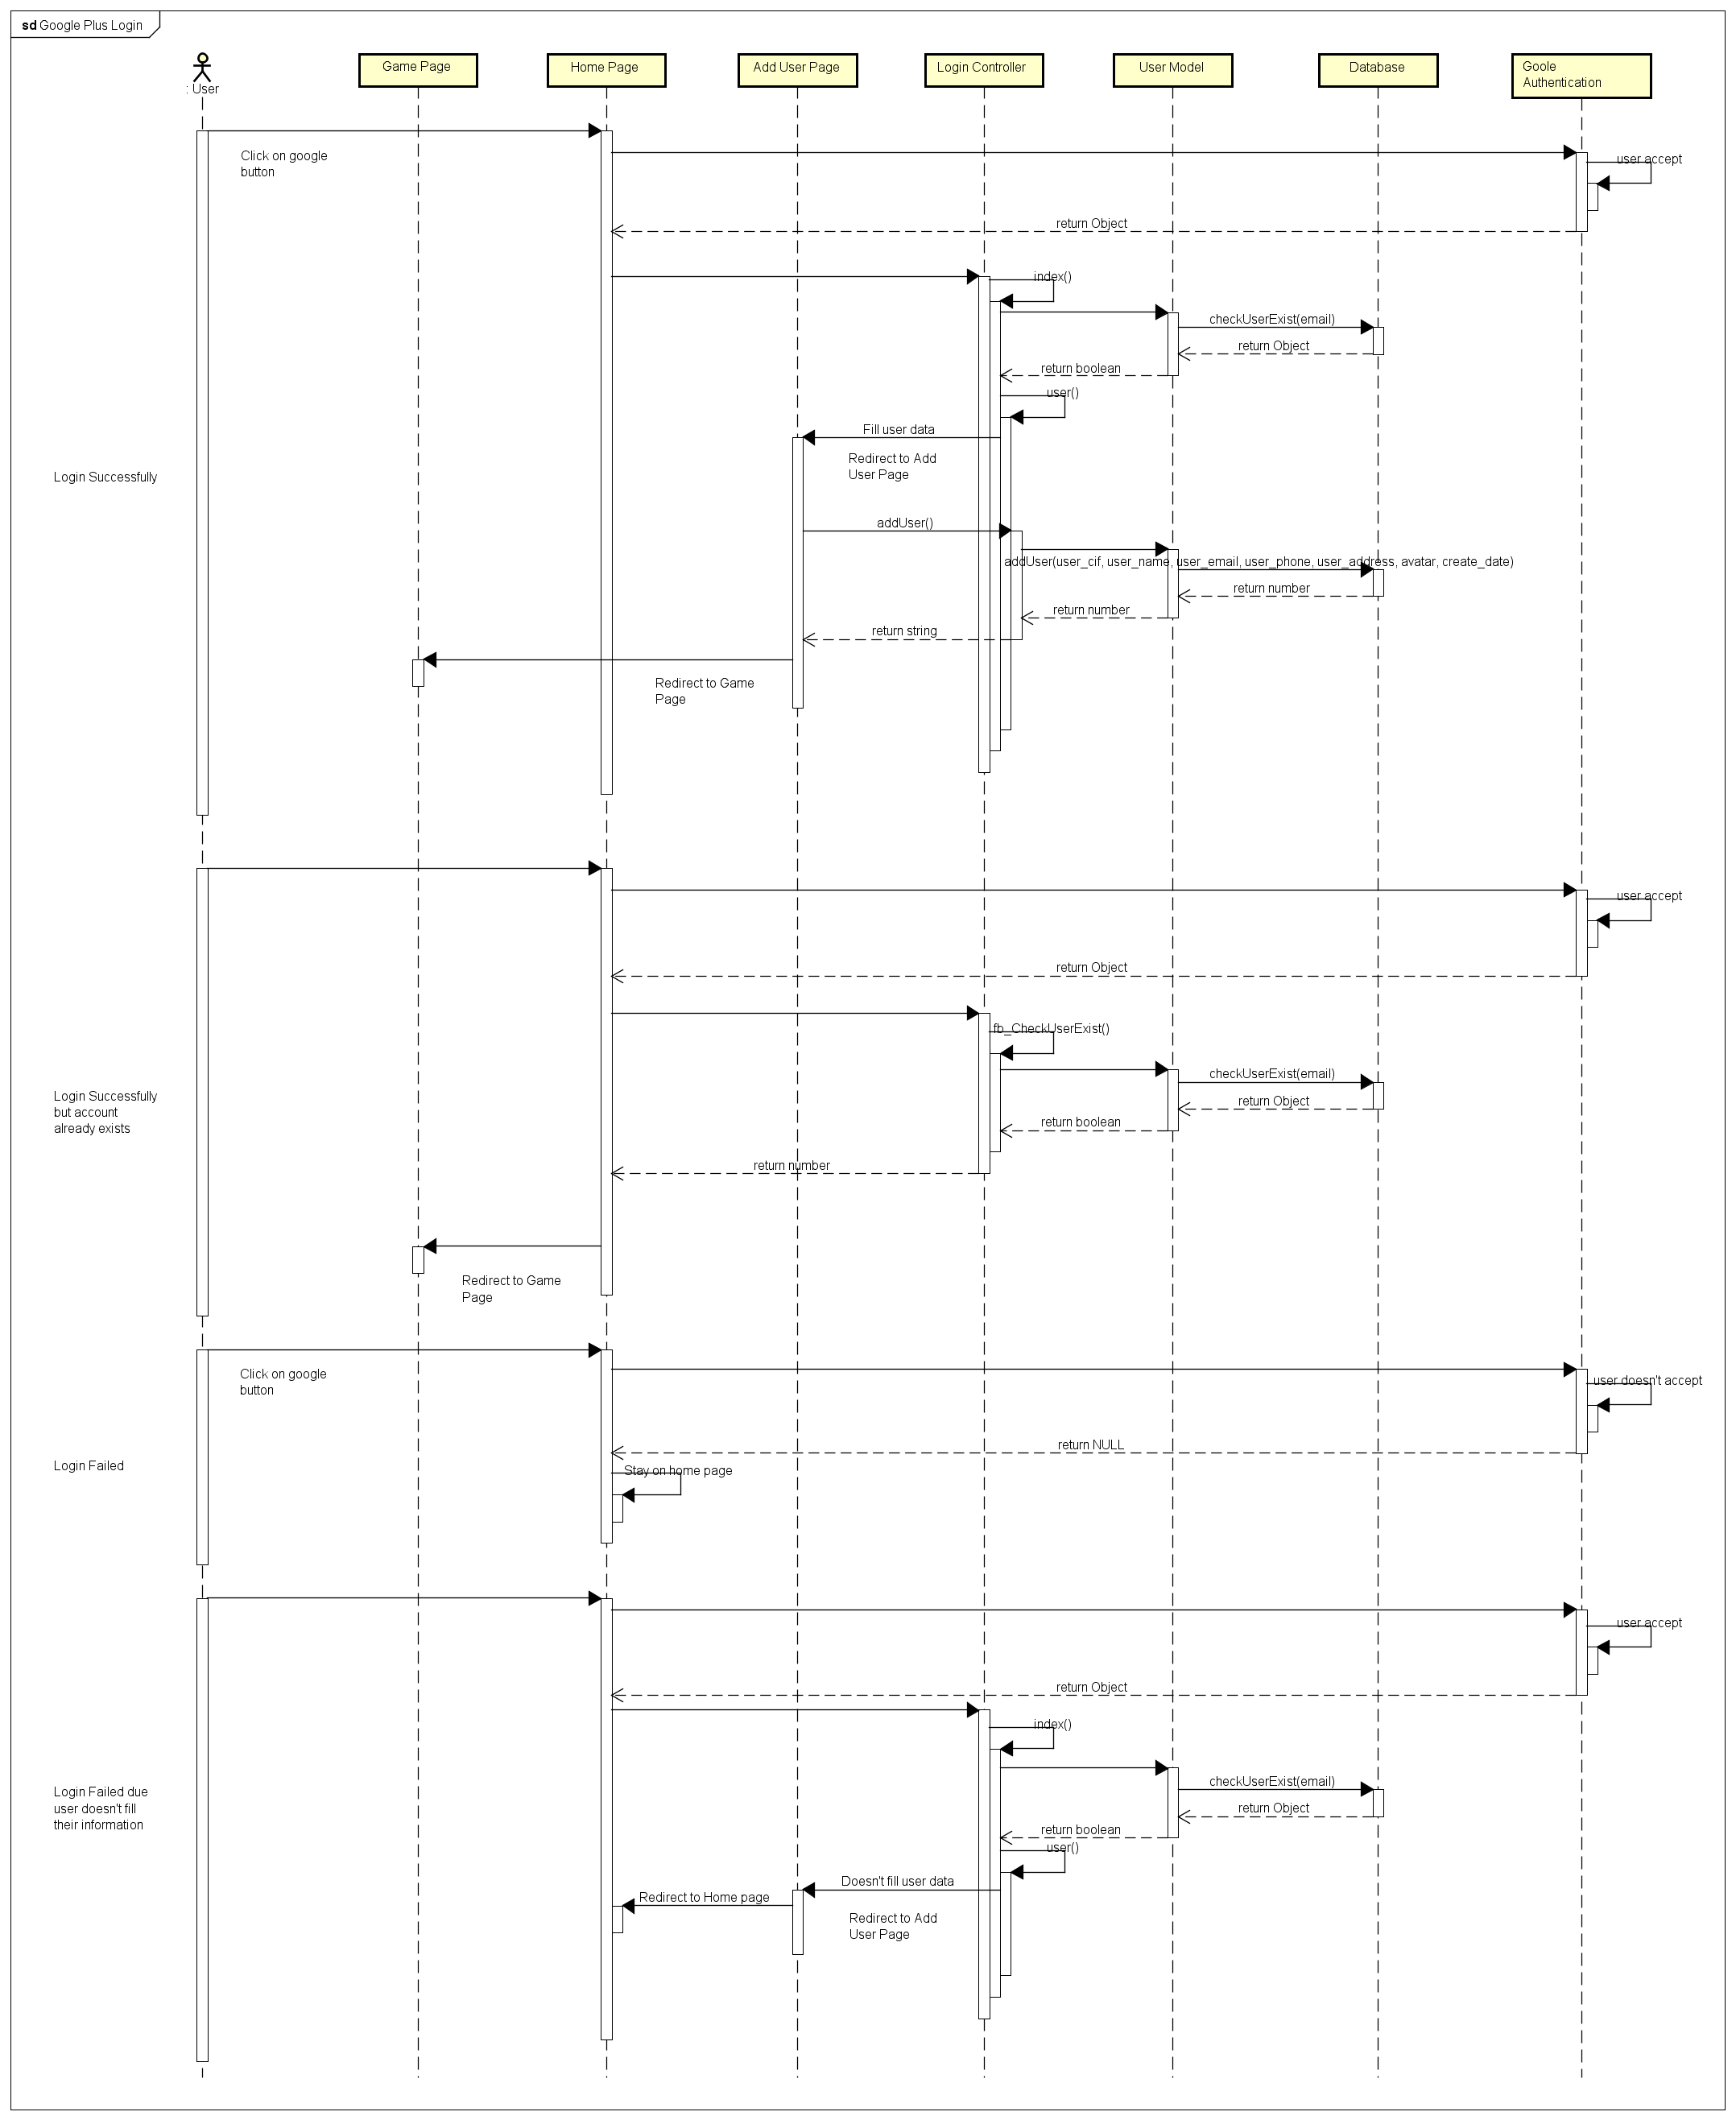 sd Google Plus Login
: User
Game Page
Home Page
Add User Page
Login Controller
User Model
Database
Goole
Authentication
Click on google
button
user accept
return Object
index()
checkUserExist(email)
return Object
return boolean
user()
Fill user data
Redirect to Add
User Page
Login Successfully
addUser()
addUser(user_cif, user_name, user_email, user_phone, user_address, avatar, create_date)
return number
return number
return string
Redirect to Game
Page
user accept
return Object
fb_CheckUserExist()
checkUserExist(email)
return Object
return boolean
Login Successfully
but account
already exists
return number
Redirect to Game
Page
Click on google
button
user doesn't accept
return NULL
Login Failed
Stay on home page
user accept
return Object
index()
checkUserExist(email)
return Object
return boolean
Login Failed due
user doesn't fill
their information
user()
Doesn't fill user data
Redirect to Home page
Redirect to Add
User Page